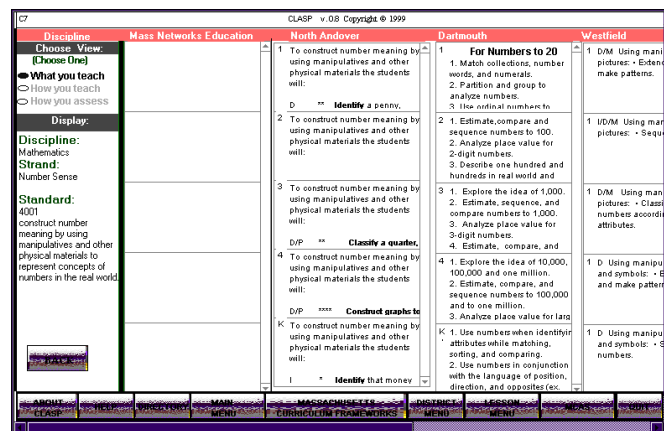 C7
CLASP v.0.8 Copyright © 1999
Discipline
Mass Networks Education
North Andover
Dartmouth
Westfield
Choose View:
(Choose One)
What you teach
How you teach
How you assess
Display:
Discipline:
Mathematics
Strand:
Number Sense
Standard:
4001
construct number
meaning by using
manipulatives and other
physical materials to
represent concepts of
numbers in the real world.
1 To construct number meaning by
using manipulatives and other
physical materials the students
will:
D ** Identify a penny,
2 To construct number meaning by
using manipulatives and other
physical materials the students
will:
3 To construct number meaning by
using manipulatives and other
physical materials the students
will:
D/P ** Classify a quarter,
4 To construct number meaning by
using manipulatives and other
physical materials the students
will:
D/P **** Construct graphs to
K To construct number meaning by
using manipulatives and other
physical materials the students
will:
I * Identify that money
1 For Numbers to 20
1. Match collections, number
words, and numerals.
2. Partition and group to
analyze numbers.
3. Use ordinal numbers to
2 1. Estimate,compare and
sequence numbers to 100.
2. Analyze place value for
2-digit numbers.
3. Describe one hundred and
hundreds in real world and
3 1. Explore the idea of 1,000.
2. Estimate, sequence, and
compare numbers to 1,000.
3. Analyze place value for
3-digit numbers.
4. Estimate, compare, and
4 1. Explore the idea of 10,000,
100,000 and one million.
2. Estimate, compare, and
sequence numbers to 100,000
and to one million.
3. Analyze place value for larg
K 1. Use numbers when identifyin
attributes while matching,
sorting, and comparing.
2. Use numbers in conjunction
with the language of position,
direction, and opposites (ex.
1 D/M Using mani
pictures: • Extend
make patterns.
1 I/D/M Using man
pictures: • Seque
1 D/M Using mani
pictures: • Classi
numbers accordi
attributes.
1 D Using manipu
and symbols: • E
and make pattern
1 D Using manipu
and symbols: • S
numbers.
ABOUT
CLASP
MAIN
MENU
MASSACHUSETTS
CURRICULUM FRAMEWORKS
DISTRICT
MENU
LESSON
MENU